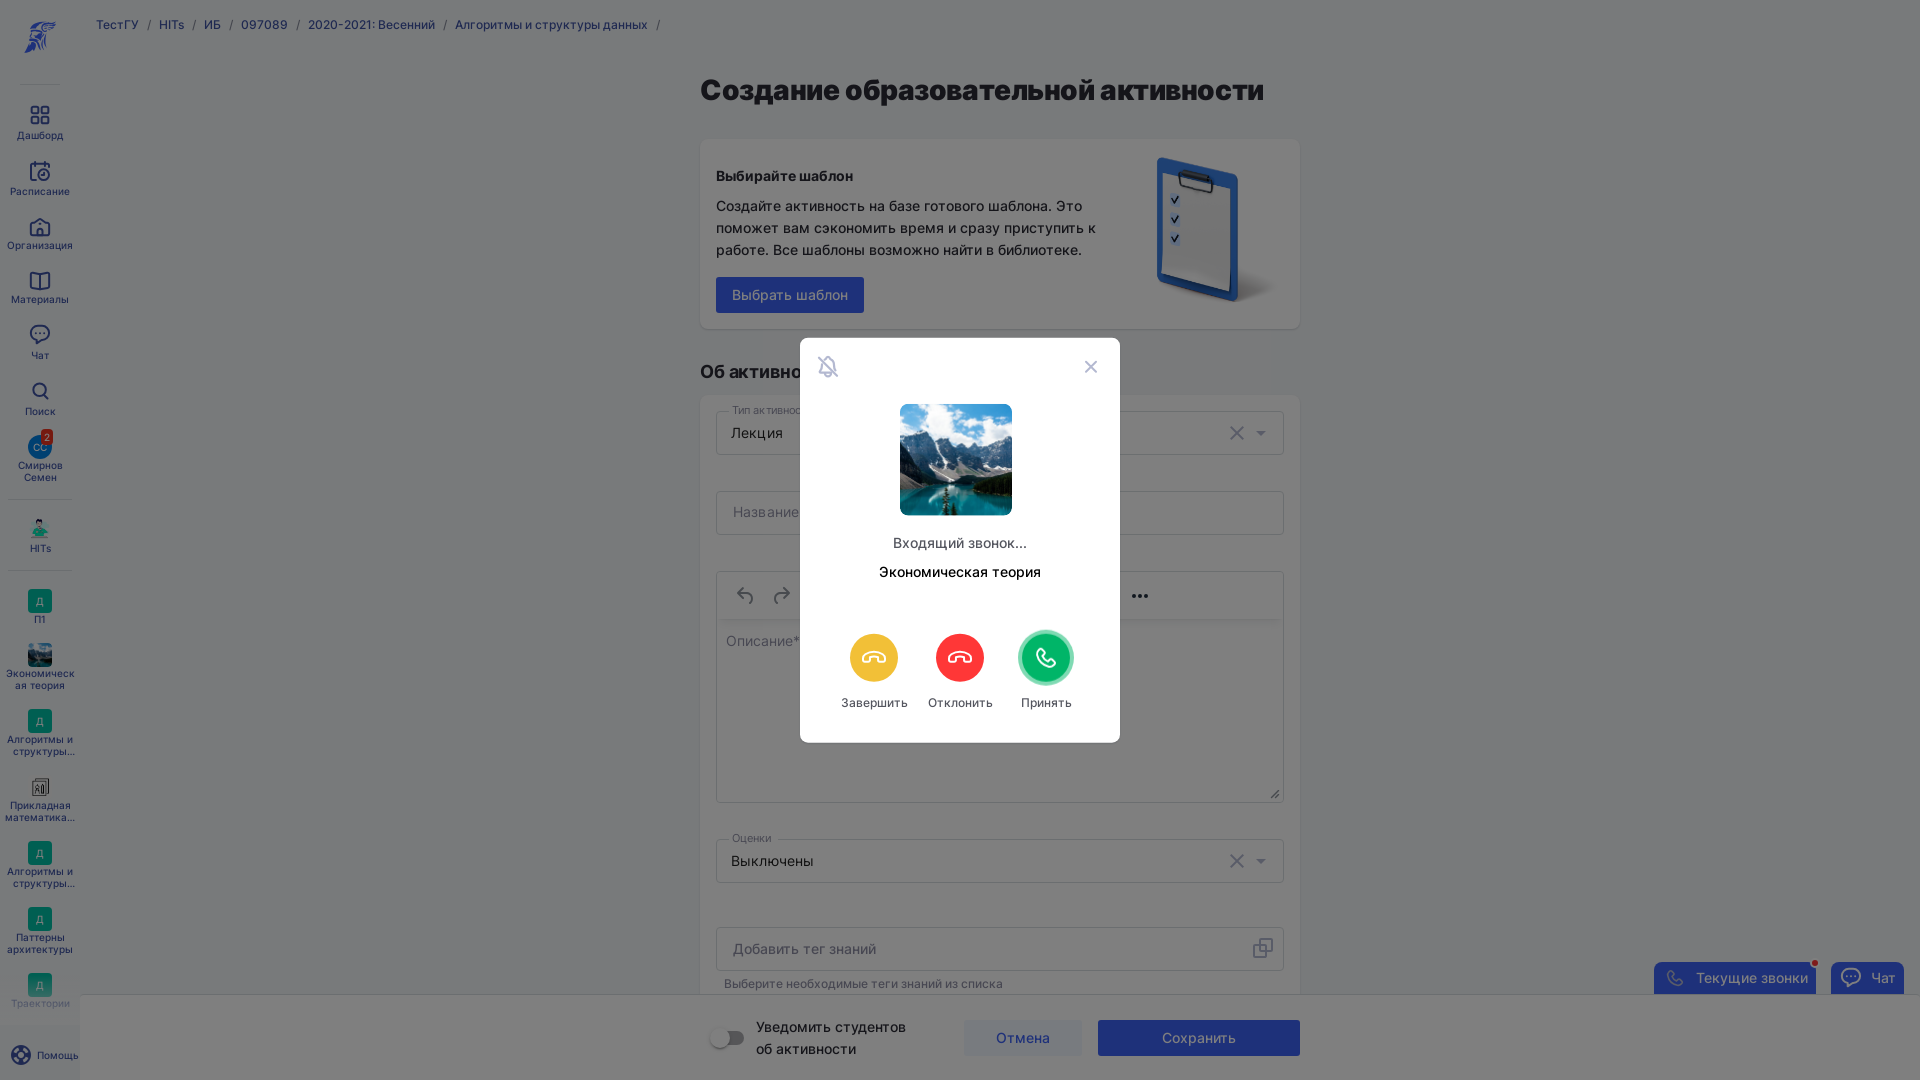 ТестГУ / HITs / ИБ / 097089 / 2020-2021: Весенний / Алгоритмы и структуры данных /
Дашборд
Расписание
Организация
Материалы
Чат
Поиск
2
СС
Смирнов
Семен
HITs
Д
П1
Экономическ
ая теория
Д
Алгоритмы и
структуры...
Прикладная
математика...
Д
Алгоритмы и
структуры...
Д
Паттерны
архитектуры
Д
Траектории
Помощь
Создание образовательной активности
Выбирайте шаблон
Создайте активность на базе готового шаблона. Это
поможет вам сэкономить время и сразу приступить к
работе. Все шаблоны возможно найти в библиотеке.
Выбрать шаблон
Об активно
Тип активнос
Лекция
Название
Описание*
Оценки
Выключены
Добавить тег знаний
Выберите необходимые теги знаний из списка
Входящий звонок...
Экономическая теория
Завершить
Отклонить
Принять
Текущие звонки
Чат
Уведомить студентов
об активности
Отмена
Сохранить